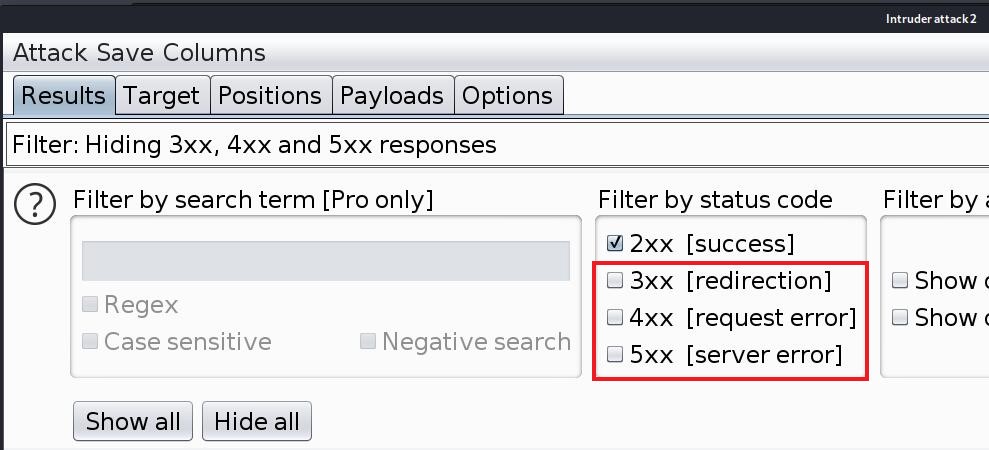 Intruder attack 2
Attack Save Columns
Results Target Positions Payloads Options
Filter: Hiding 3xx, 4xx and 5xx responses
?
Filter by search term [Pro only]
Regex
Case sensitive
Negative search
Filter by status code
2xx [success]
3xx [redirection]
4xx [request error]
5xx [server error]
Filter by
Show
Show
Show all
Hide all